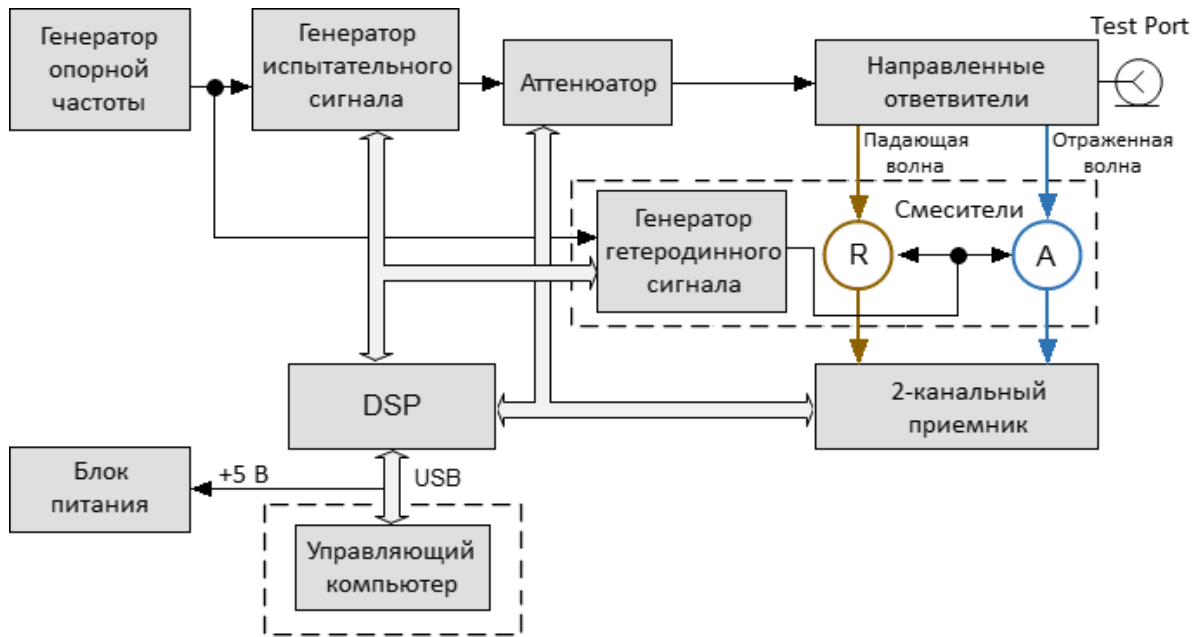 Генератор
опорной
частоты
Генератор
испытательного
сигнала
Аттенюатор
Направленные
ответвители
Test Port
Падающая
волна
Отраженная
волна
Генератор
гетеродинного
сигнала
Смесители
R
A
DSP
2-канальный
приемник
Блок
питания
+5 В
USB
Управляющий
компьютер